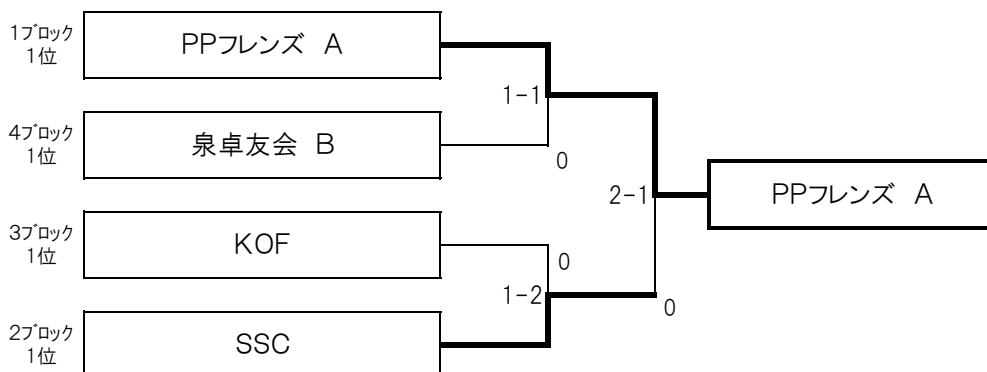 1ブロック
1位
PPフレンズ A
1-1
4ブロック
1位
泉卓友会 B
0
2-1
PPフレンズ A
3ブロック
1位
KOF
0
1-2
0
2ブロック
1位
SSC